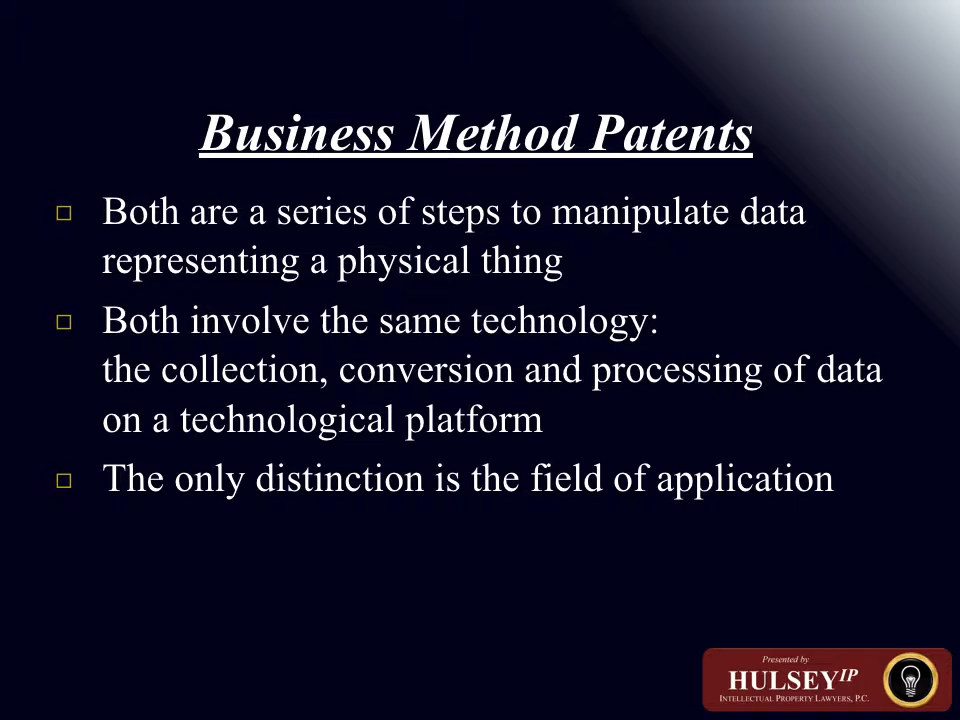 Business Method Patents
Both are a series of steps to manipulate data
representing a physical thing
Both involve the same technology:
the collection, conversion and processing of data
on a technological platform
The only distinction is the field of application
Presented by
HULSEY IP
INTELLECTUAL PROPERTY LAWYERS, P.C.